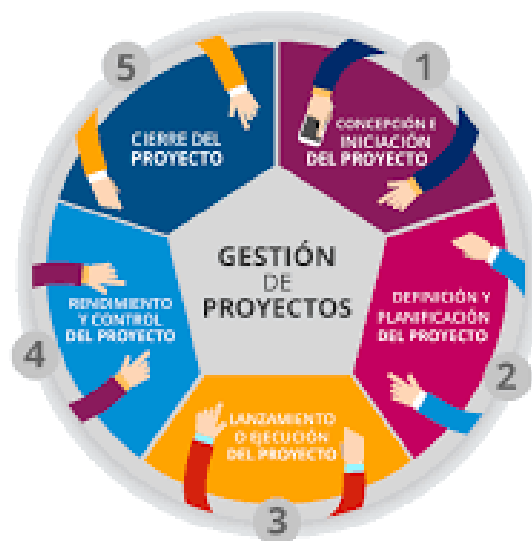 GESTIÓN
DE
PROYECTOS
1
CONCEPCIÓN E
INICIACIÓN
DEL PROYECTO
2
DEFINICIÓN Y
PLANIFICACIÓN
DEL PROYECTO
3
LANZAMIENTO
O EJECUCIÓN
DEL PROYECTO
4
RENDIMIENTO
Y CONTROL
DEL PROYECTO
5
CIERRE DEL
PROYECTO